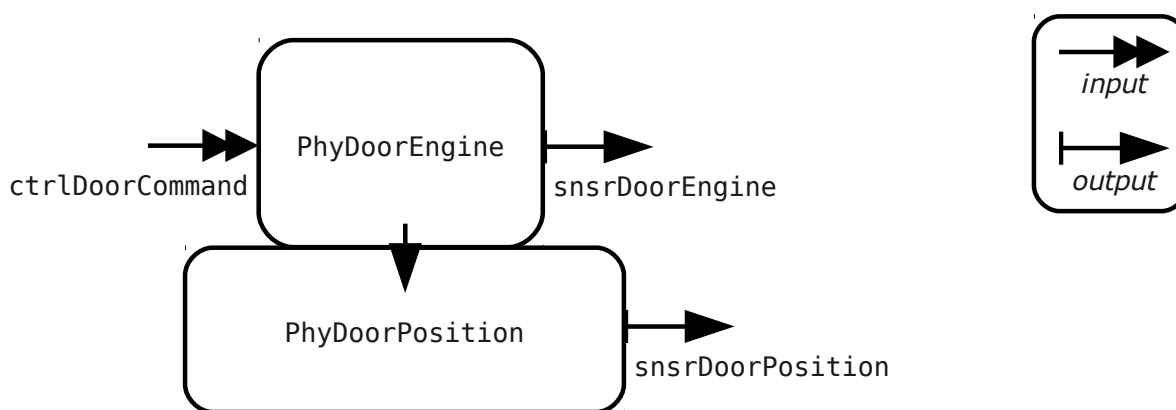 PhyDoorEngine
ctrlDoorCommand
snsrDoorEngine
PhyDoorPosition
snsrDoorPosition
input
output